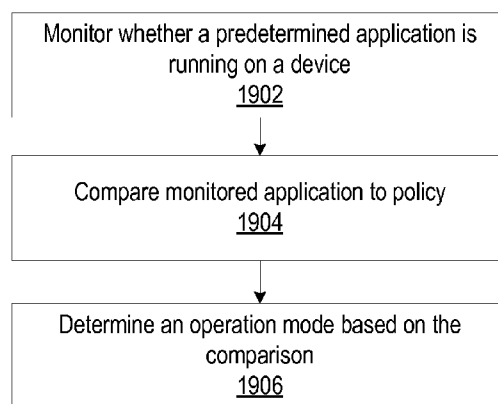 Monitor whether a predetermined application is
running on a device
1902
Compare monitored application to policy
1904
Determine an operation mode based on the
comparison
1906